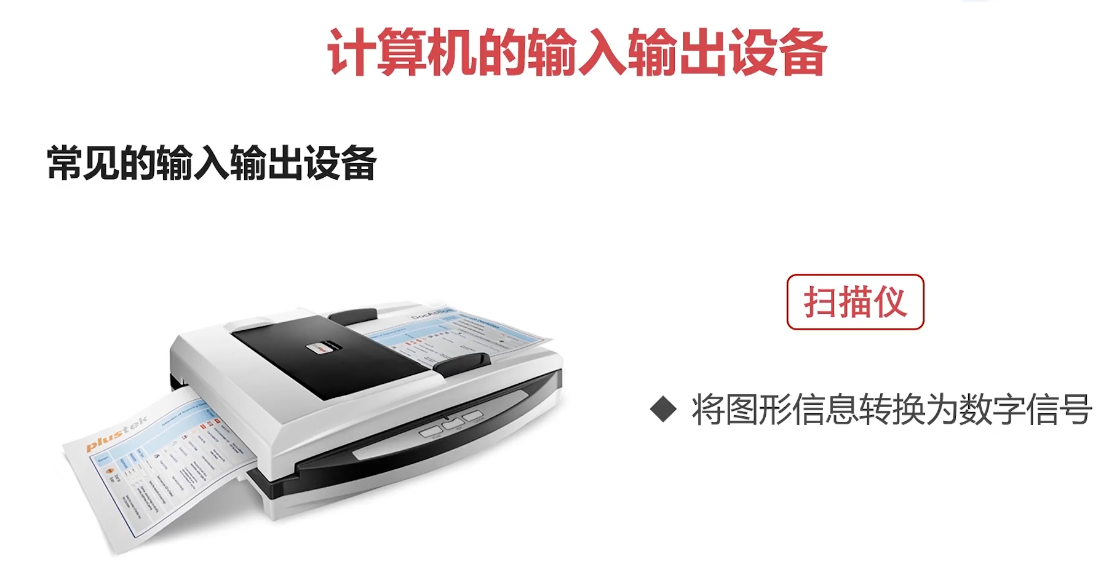 计算机的输入输出设备
常见的输入输出设备
扫描仪
◆ 将图形信息转换为数字信号
plustek